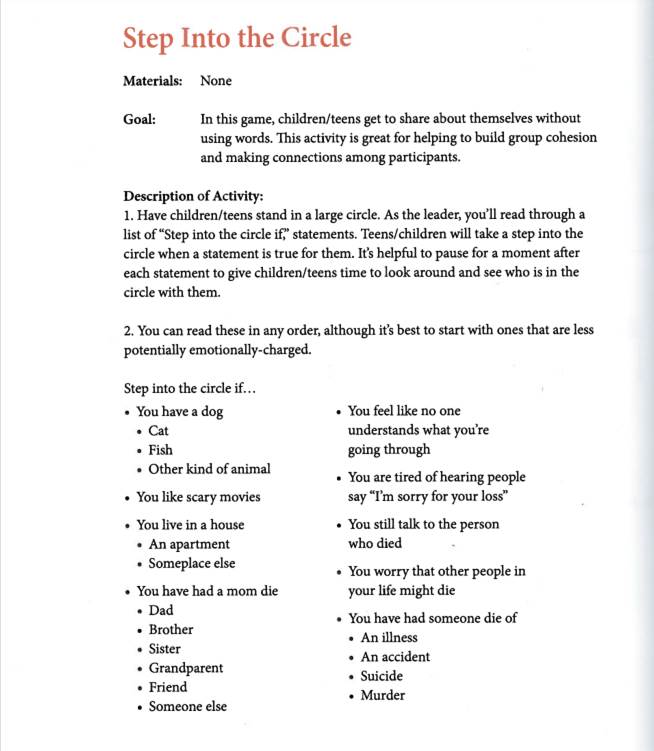 Step Into the Circle
Materials: None
Goal: In this game, children/teens get to share about themselves without
using words. This activity is great for helping to build group cohesion
and making connections among participants.
Description of Activity:
1. Have children/teens stand in a large circle. As the leader, you'll read through a
list of “Step into the circle if,” statements. Teens/children will take a step into the
circle when a statement is true for them. It's helpful to pause for a moment after
each statement to give children/teens time to look around and see who is in the
circle with them.
2. You can read these in any order, although it's best to start with ones that are less
potentially emotionally-charged.
Step into the circle if…
• You have a dog
• Cat
• Fish
• Other kind of animal
• You like scary movies
• You live in a house
• An apartment
• Someplace else
• You have had a mom die
• Dad
• Brother
• Sister
• Grandparent
• Friend
• Someone else
• You feel like no one
understands what you're
going through
• You are tired of hearing people
say “I'm sorry for your loss”
• You still talk to the person
who died
• You worry that other people in
your life might die
• You have had someone die of
• An illness
• An accident
• Suicide
• Murder